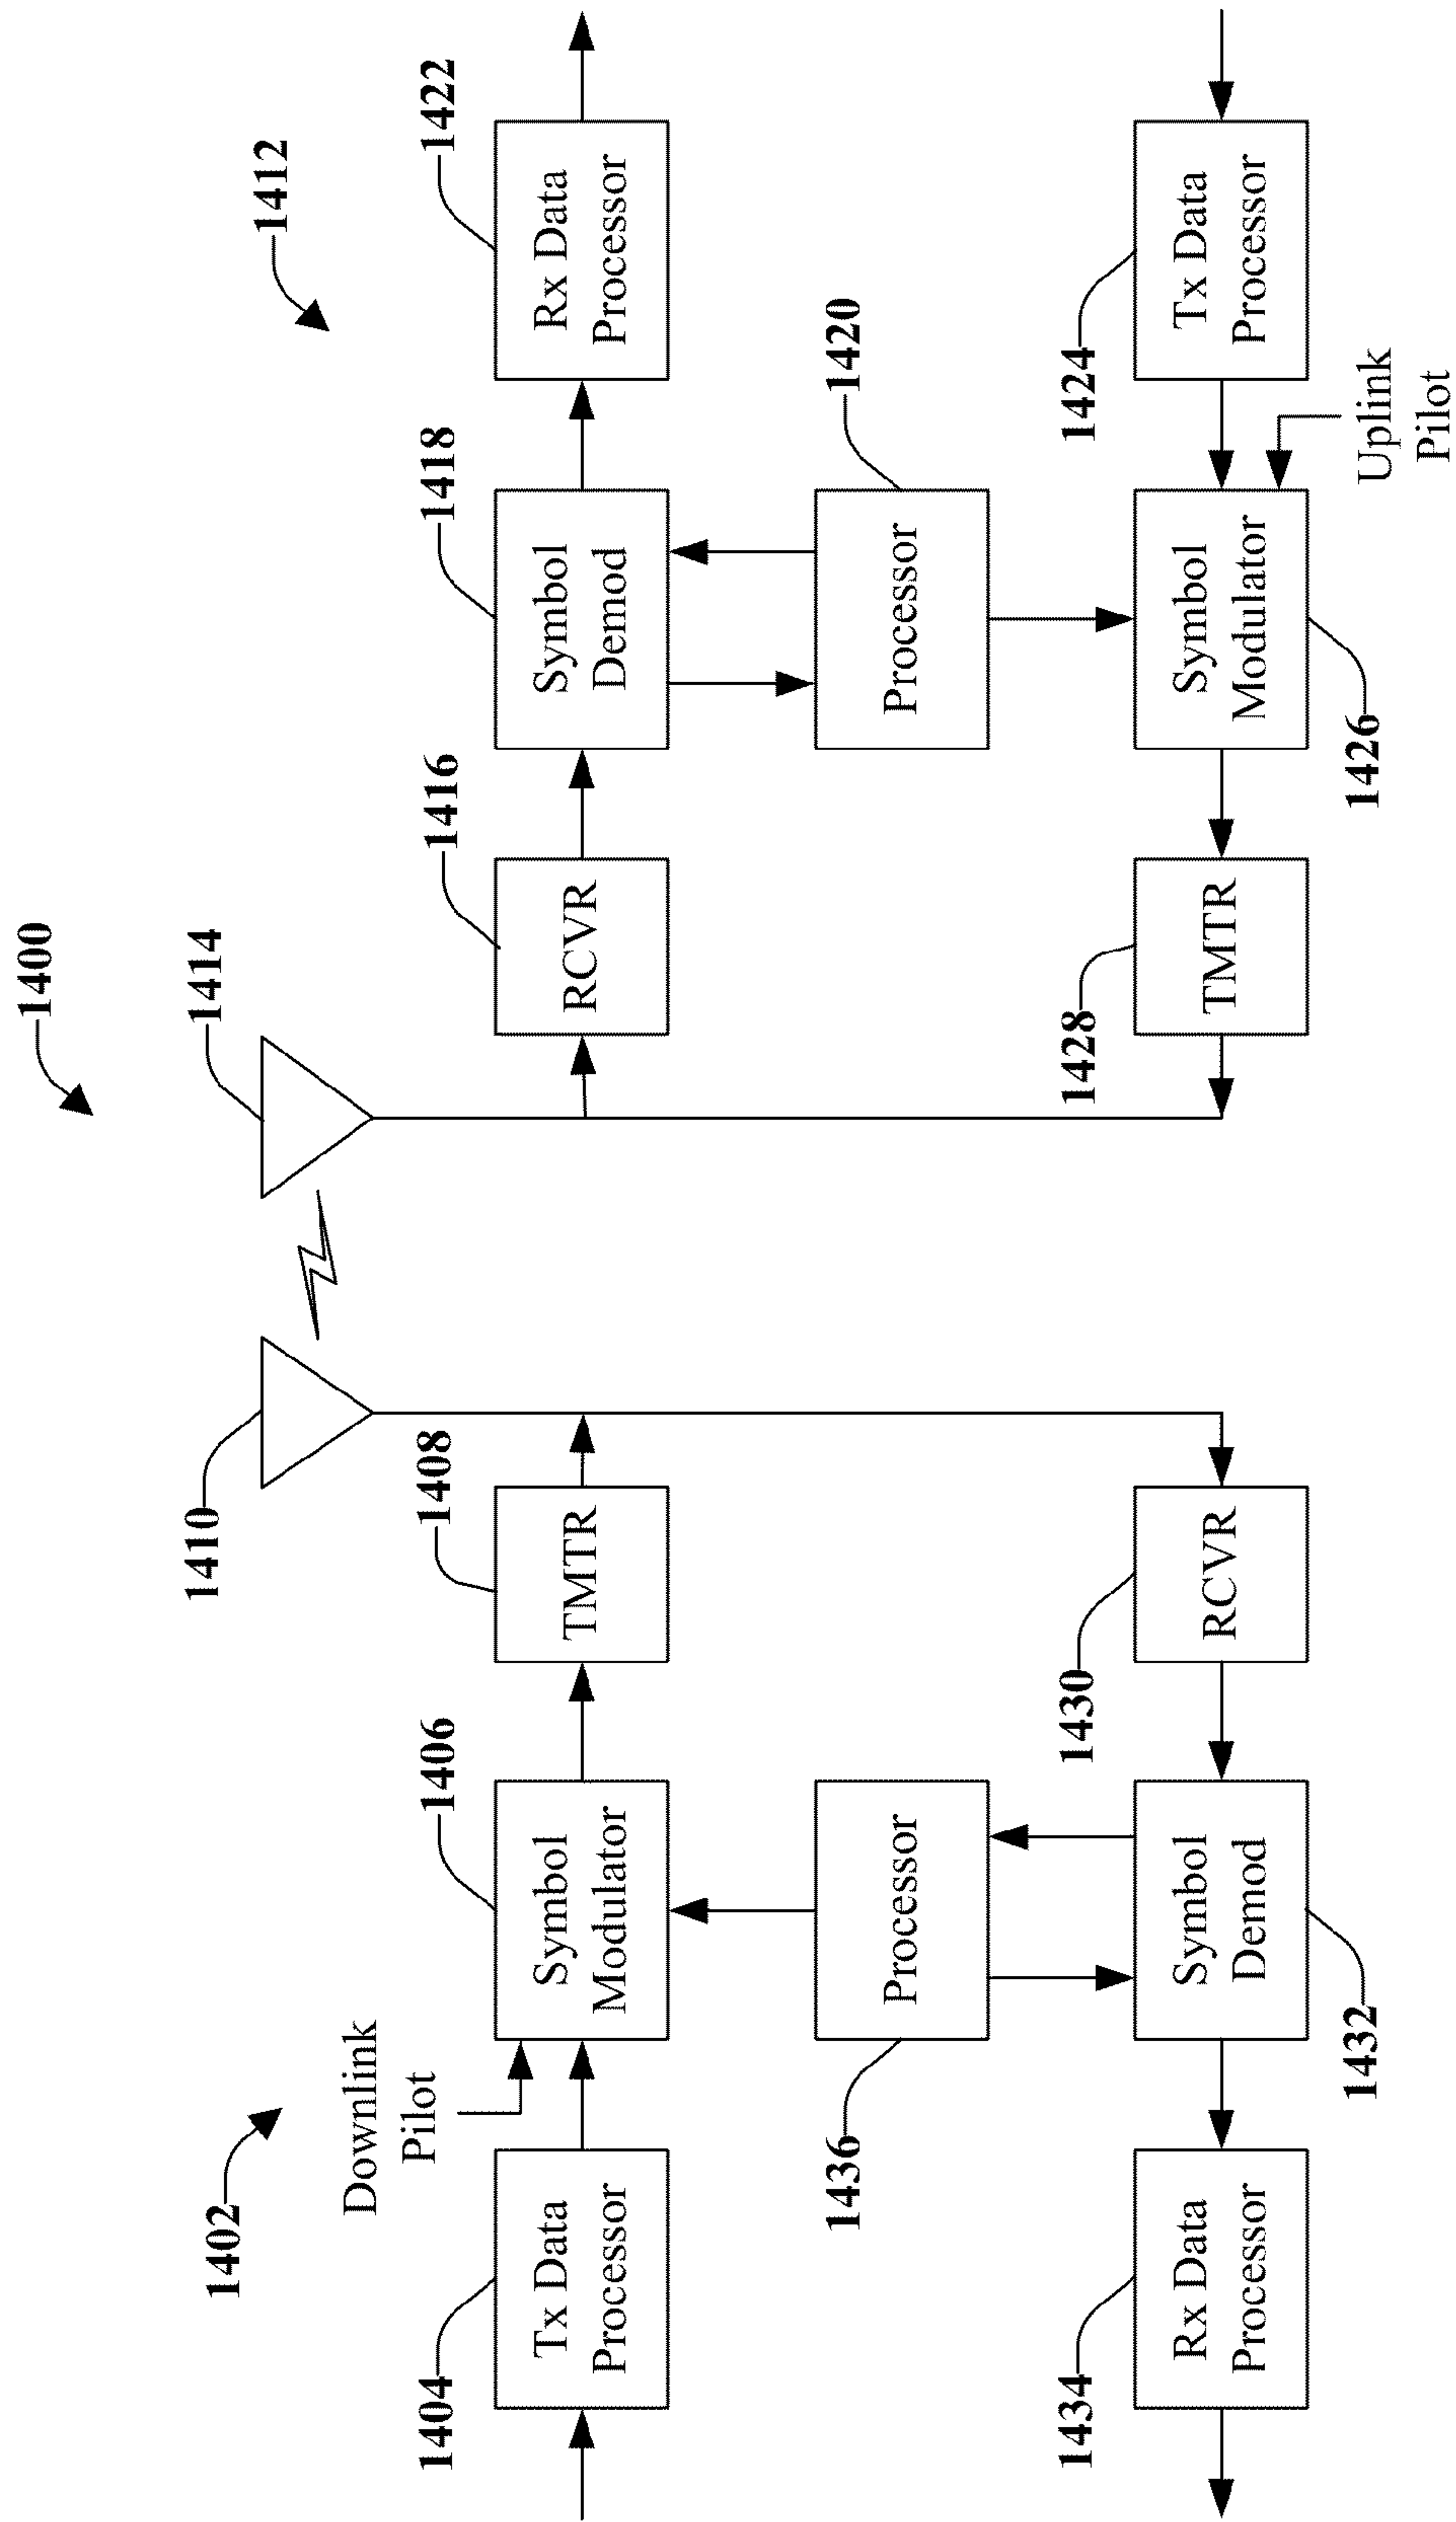 1400
1402
1410
1414
1412
Downlink
Pilot
1404
1406
1408
1416
1418
1422
Tx Data
Processor
Symbol
Modulator
TMTR
RCVR
Symbol
Demod
Rx Data
Processor
1436
Processor
Processor
1420
1434
1430
1428
1424
Rx Data
Processor
Symbol
Demod
RCVR
TMTR
Symbol
Modulator
Tx Data
Processor
1432
1426
Uplink
Pilot